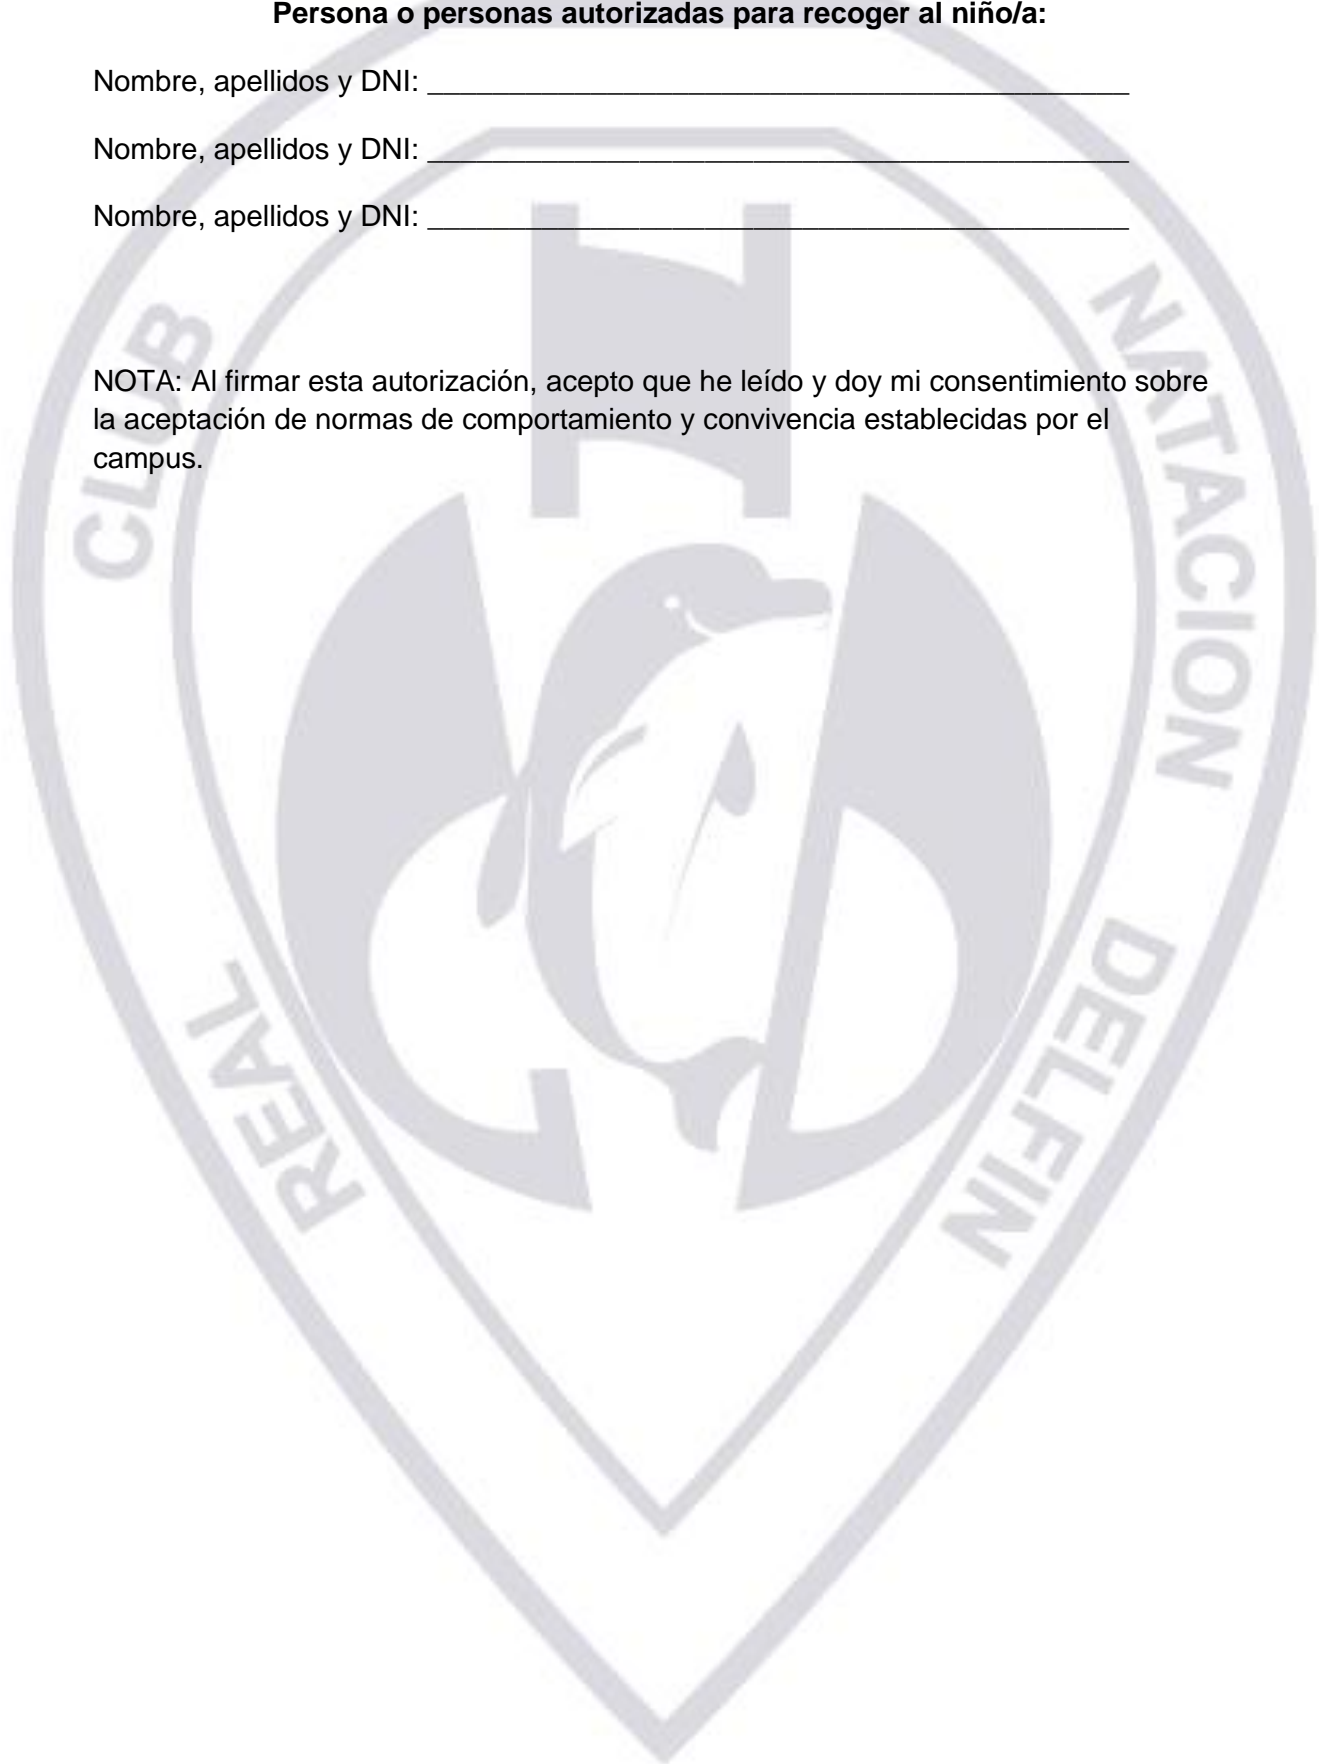 Persona o personas autorizadas para recoger al niño/a:
Nombre, apellidos y DNI: ___________________________________________
Nombre, apellidos y DNI: ___________________________________________
Nombre, apellidos y DNI: ___________________________________________
NOTA: Al firmar esta autorización, acepto que he leído y doy mi consentimiento sobre
la aceptación de normas de comportamiento y convivencia establecidas por el
campus.
REAL
CLUB
NATACION
DELFIN